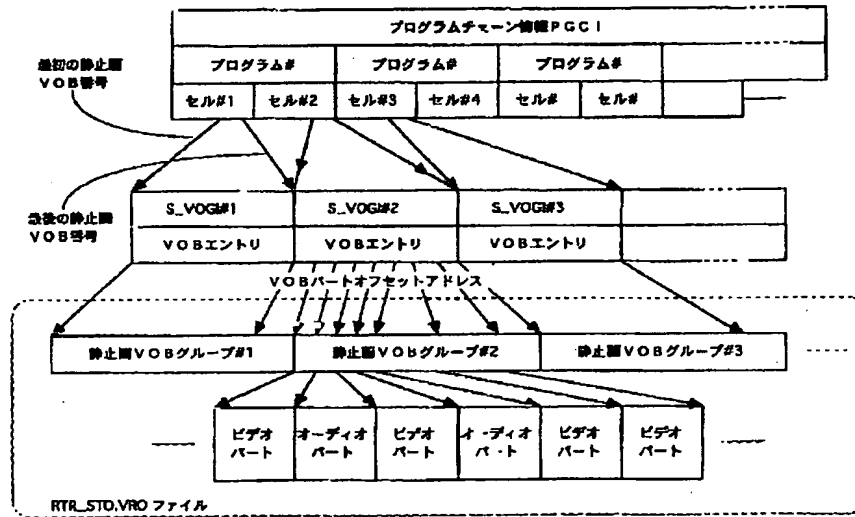 プログラムチェーン情報PGCI
プログラム# プログラム# プログラム#
セル#1 セル#2 セル#3 セル#4 セル# セル#
最初の静止画
VOB番号
最後の静止画
VOB番号
S_VOGI#1 S_VOGI#2 S_VOGI#3
VOBエントリ VOBエントリ VOBエントリ
VOBパートオフセットアドレス
静止画VOBグループ#1 静止画VOBグループ#2 静止画VOBグループ#3
ビデオ オーディオ ビデオ オーディオ ビデオ ビデオ
パート パート パート パート パート パート
RTR_STO.VRO ファイル